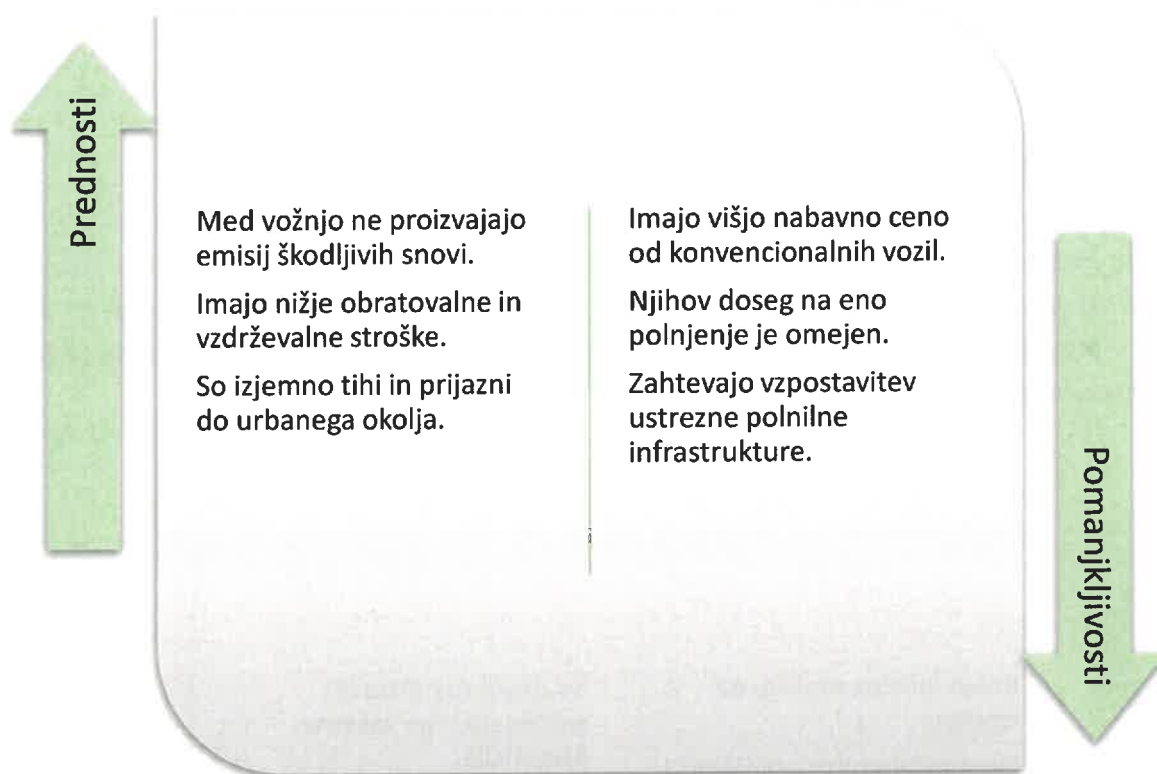 Prednosti
Med vožnjo ne proizvajajo
emisij škodljivih snovi.
Imajo nižje obratovalne in
vzdrževalne stroške.
So izjemno tihi in prijazni
do urbanega okolja.
Imajo višjo nabavno ceno
od konvencionalnih vozil.
Njihov doseg na eno
polnjenje je omejen.
Zahtevajo vzpostavitev
ustrezne polnilne
infrastrukture.
Pomanjkljivosti